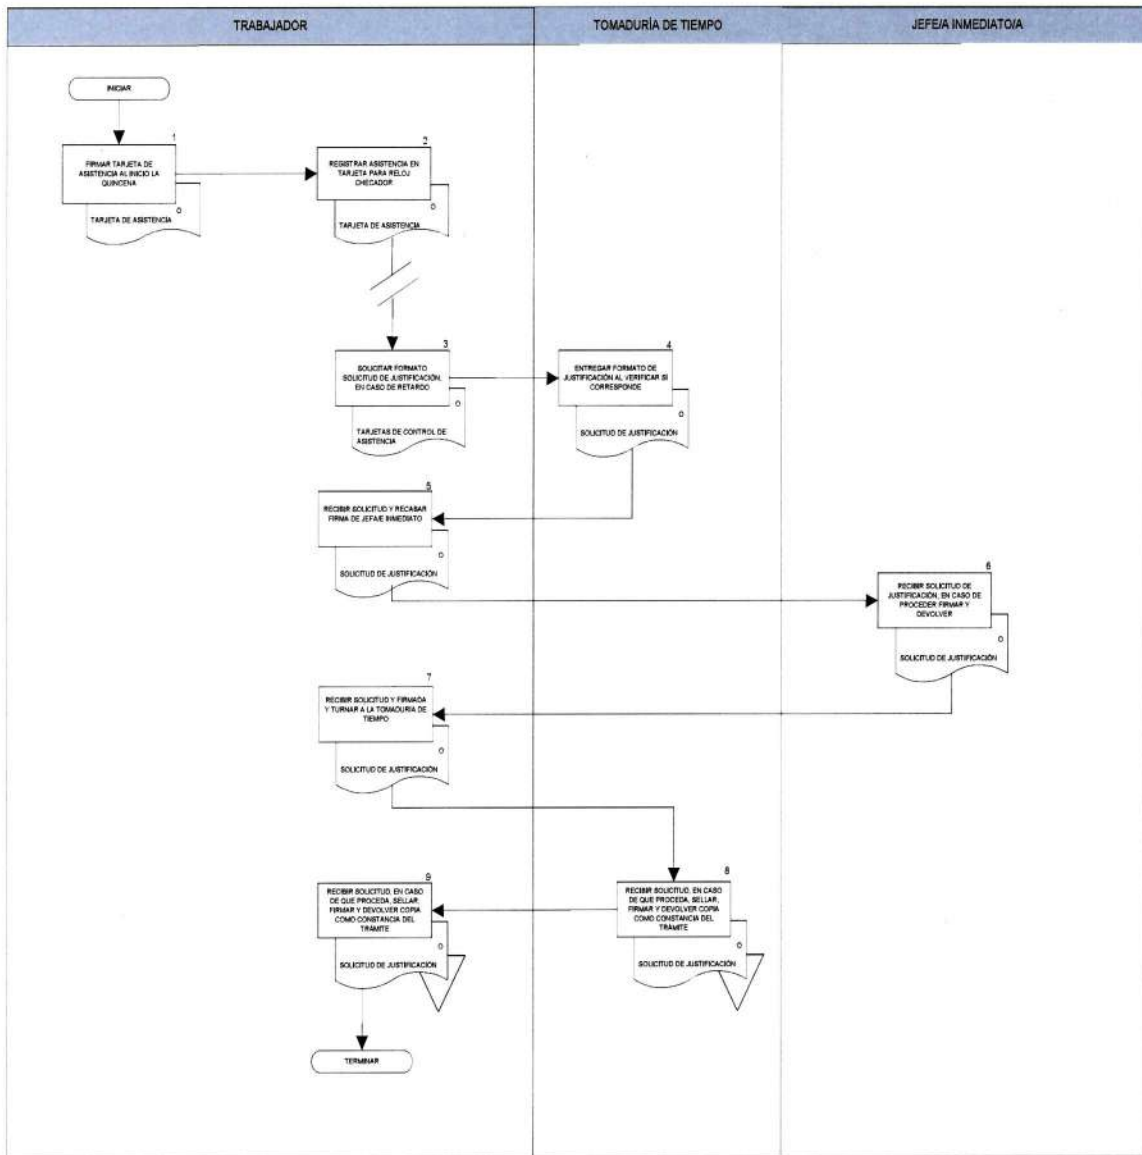 TRABAJADOR
TOMADURÍA DE TIEMPO
JEFE/A INMEDIATO/A
INICIAR
1
FIRMAR TARJETA DE
ASISTENCIA AL INICIO LA
QUINCENA
O
TARJETA DE ASISTENCIA
2
REGISTRAR ASISTENCIA EN
TARJETA PARA RELOJ
CHECADOR
O
TARJETA DE ASISTENCIA
3
SOLICITAR FORMATO
SOLICITUD DE JUSTIFICACIÓN,
EN CASO DE RETARDO
O
TARJETAS DE CONTROL DE
ASISTENCIA
4
ENTREGAR FORMATO DE
JUSTIFICACIÓN AL VERIFICAR SI
CORRESPONDE
O
SOLICITUD DE JUSTIFICACIÓN
5
RECIBIR SOLICITUD Y RECABAR
FIRMA DE JEFA/E INMEDIATO
O
SOLICITUD DE JUSTIFICACIÓN
6
RECIBIR SOLICITUD DE
JUSTIFICACIÓN, EN CASO DE
PROCEDER FIRMAR Y
DEVOLVER
O
SOLICITUD DE JUSTIFICACIÓN
7
RECIBIR SOLICITUD Y FIRMADA
Y TURNAR A LA TOMADURIA DE
TIEMPO
O
SOLICITUD DE JUSTIFICACIÓN
8
RECIBIR SOLICITUD, EN CASO
DE QUE PROCEDA, SELLAR,
FIRMAR Y DEVOLVER COPIA
COMO CONSTANCIA DEL
TRÁMITE
O
SOLICITUD DE JUSTIFICACIÓN
9
RECIBIR SOLICITUD, EN CASO
DE QUE PROCEDA, SELLAR,
FIRMAR Y DEVOLVER COPIA
COMO CONSTANCIA DEL
TRÁMITE
O
SOLICITUD DE JUSTIFICACIÓN
TERMINAR